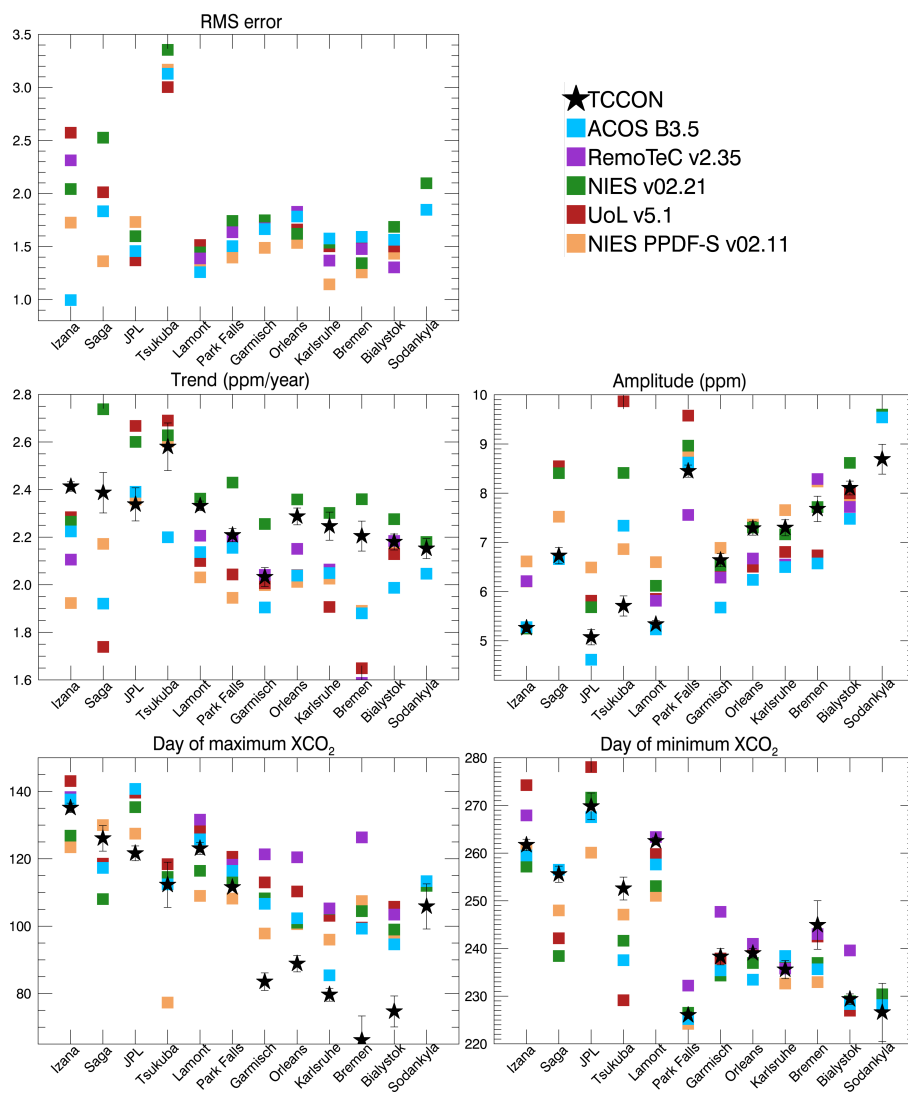 RMS error
3.5
3.0
2.5
2.0
1.5
1.0
Izana
Saga
JPL
Tsukuba
Lamont
Park Falls
Garmisch
Orleans
Karlsruhe
Bremen
Bialystok
Sodankyla
TCCON
ACOS B3.5
RemoTeC v2.35
NIES v02.21
UoL v5.1
NIES PPDF-S v02.11
Trend (ppm/year)
2.8
2.6
2.4
2.2
2.0
1.8
1.6
Izana
Saga
JPL
Tsukuba
Lamont
Park Falls
Garmisch
Orleans
Karlsruhe
Bremen
Bialystok
Sodankyla
Amplitude (ppm)
10
9
8
7
6
5
Izana
Saga
JPL
Tsukuba
Lamont
Park Falls
Garmisch
Orleans
Karlsruhe
Bremen
Bialystok
Sodankyla
Day of maximum XCO₂
140
120
100
80
Izana
Saga
JPL
Tsukuba
Lamont
Park Falls
Garmisch
Orleans
Karlsruhe
Bremen
Bialystok
Sodankyla
Day of minimum XCO₂
280
270
260
250
240
230
220
Izana
Saga
JPL
Tsukuba
Lamont
Park Falls
Garmisch
Orleans
Karlsruhe
Bremen
Bialystok
Sodankyla